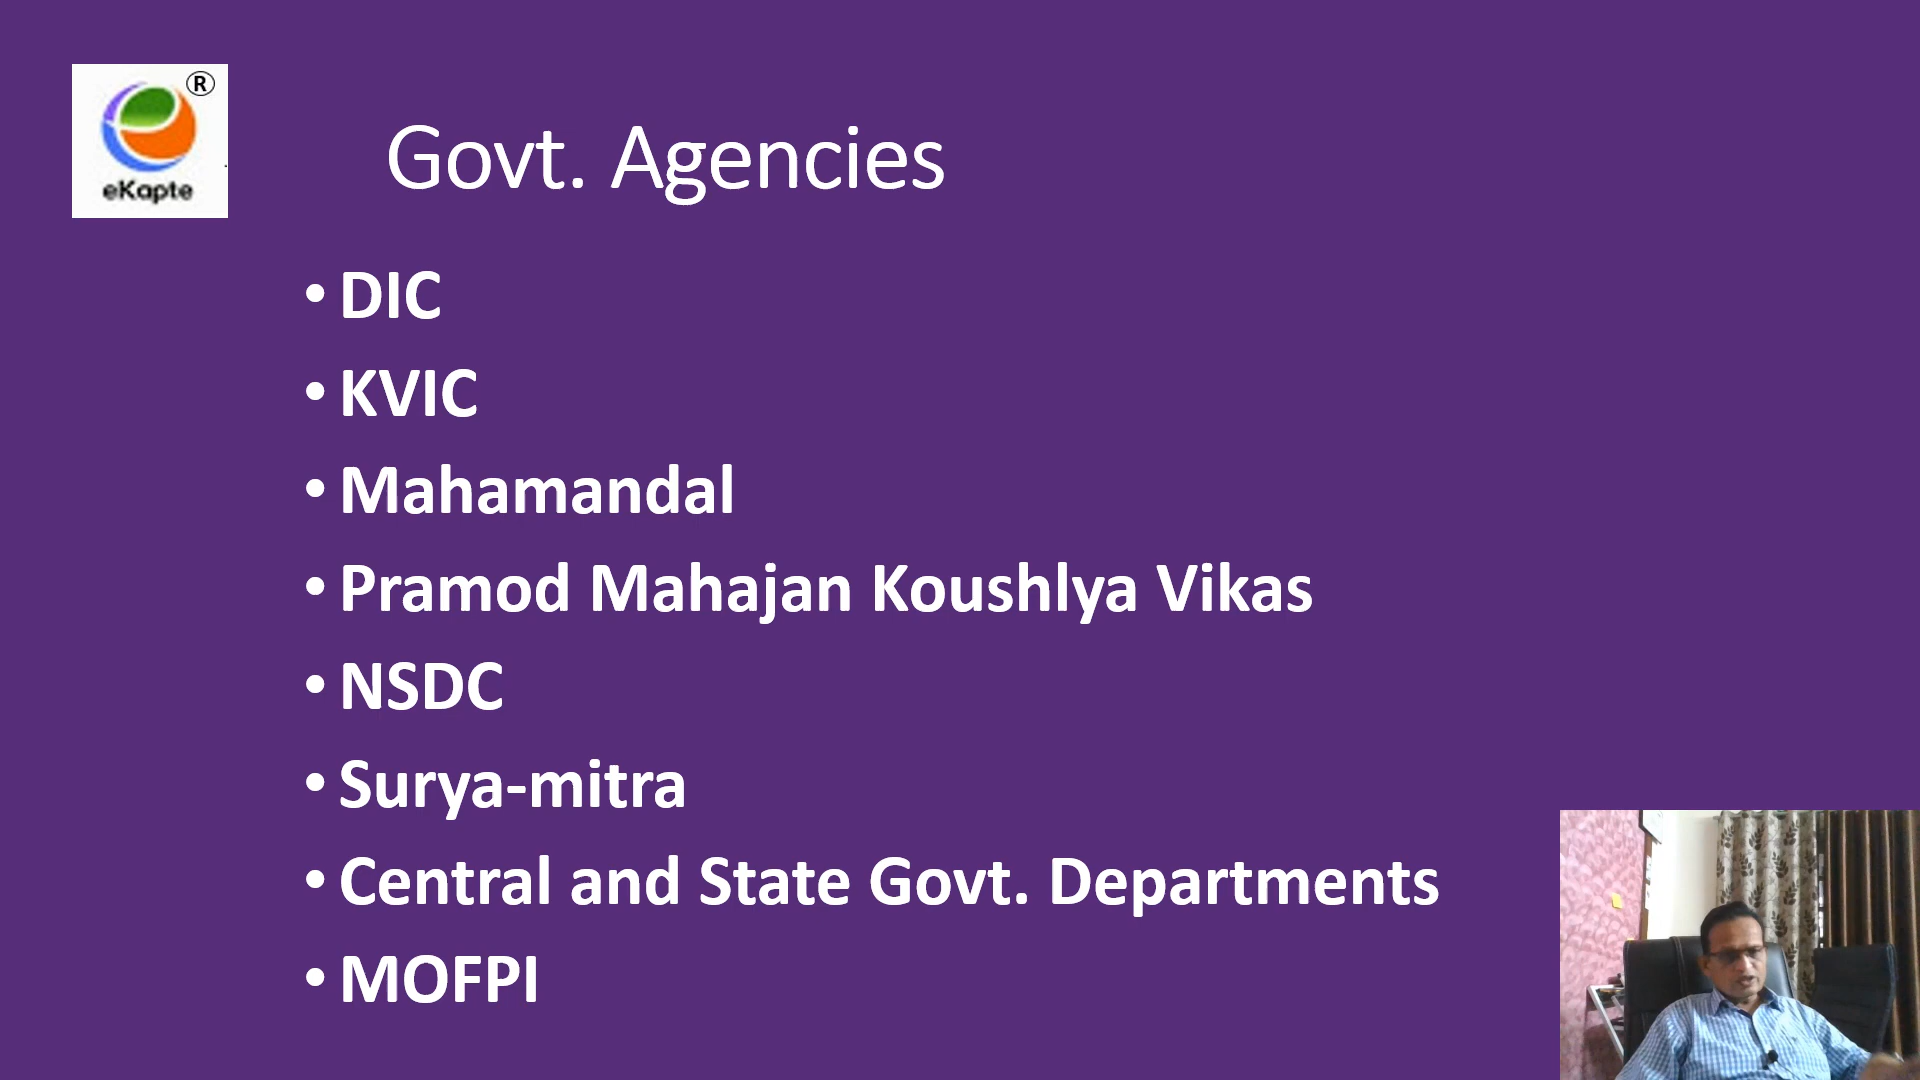 ®
eKapte
Govt. Agencies
• DIC
• KVIC
• Mahamandal
• Pramod Mahajan Koushlya Vikas
• NSDC
• Surya-mitra
• Central and State Govt. Departments
• MOFPI